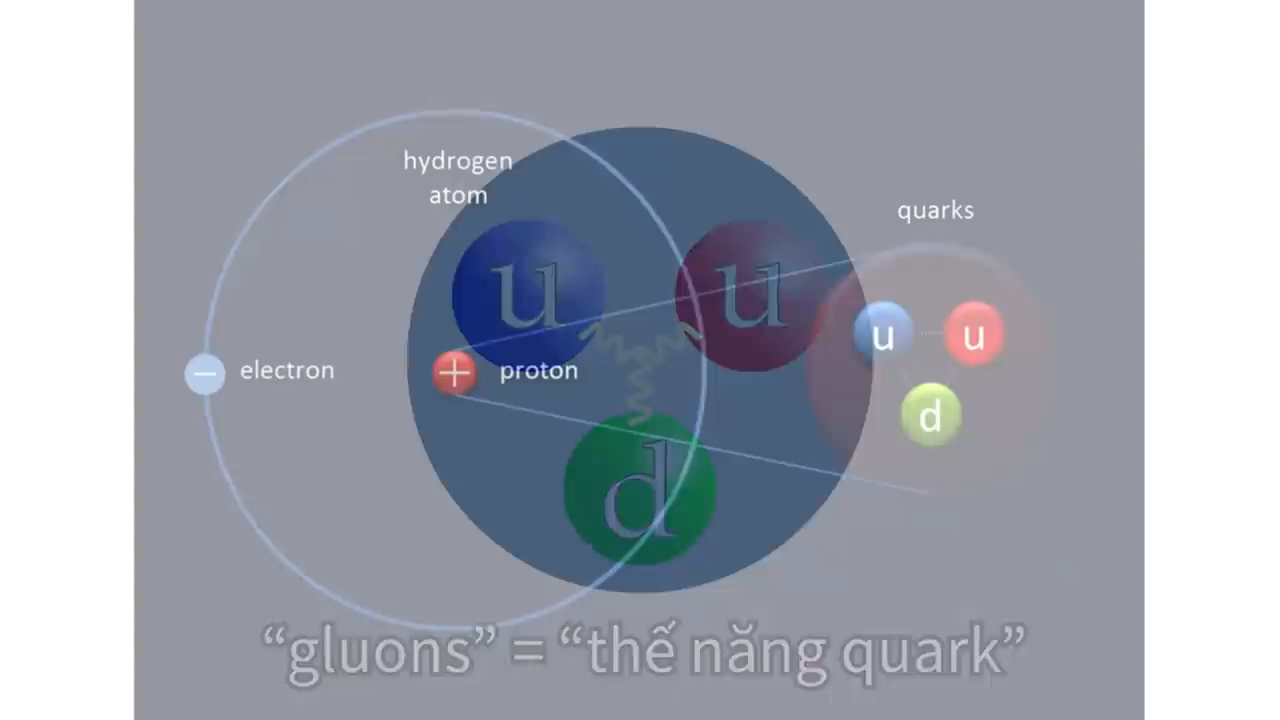 hydrogen
atom
quarks
u
u
u
u
electron
+
proton
d
d
“gluons” = “thế năng quark”